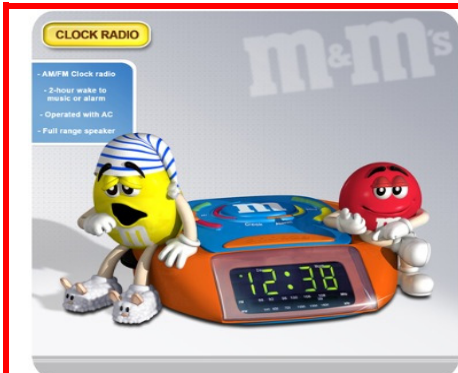 CLOCK RADIO
m&m's
- AM/FM Clock radio
- 2-hour wake to
music or alarm
- Operated with AC
- Full range speaker
m
m
12:38